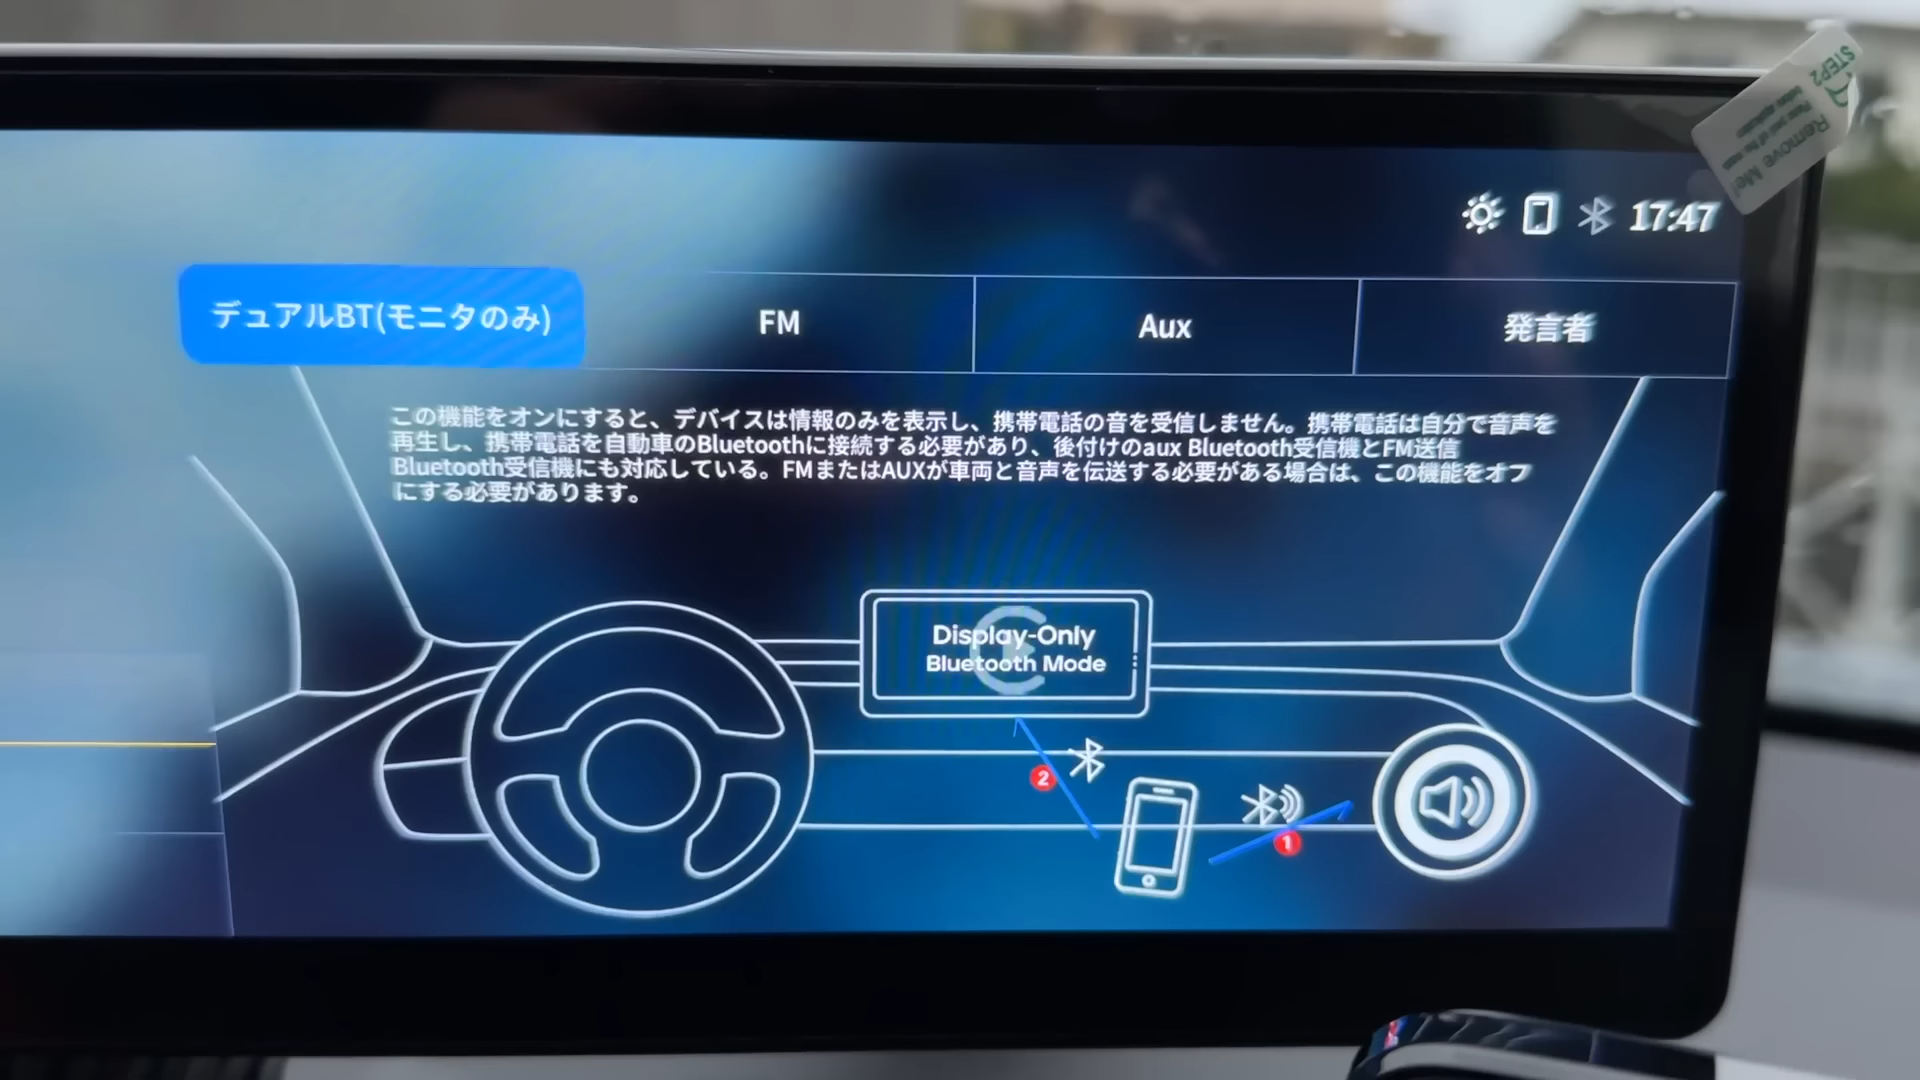 STEP2
Remove Me!
17:47
デュアルBT(モニタのみ)
FM
Aux
発言者
この機能をオンにすると、デバイスは情報のみを表示し、携帯電話の音を受信しません。携帯電話は自分で音声を
再生し、携帯電話を自動車のBluetoothに接続する必要があり、後付けのaux Bluetooth受信機とFM送信
Bluetooth受信機にも対応している。FMまたはAUXが車両と音声を伝送する必要がある場合は、この機能をオフ
にする必要があります。
Display-Only
Bluetooth Mode
2
1